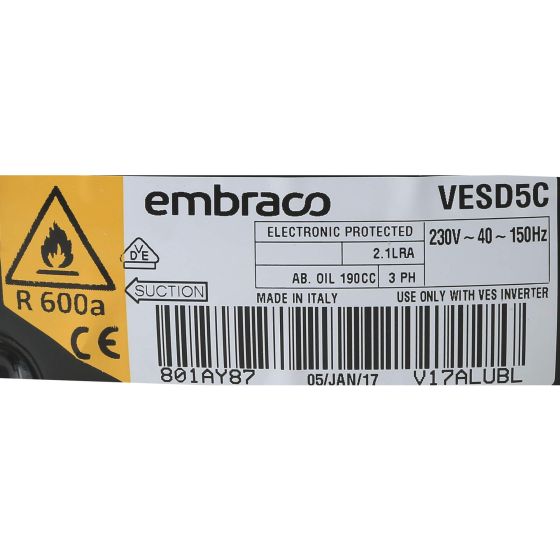 embraco VESD5C
ELECTRONIC PROTECTED
230V ~ 40 ~ 150Hz
2.1LRA
AB. OIL 190CC 3 PH
DVE
SUCTION
R 600a
MADE IN ITALY USE ONLY WITH VES INVERTER
CE
801AY87 05/JAN/17 V17ALUBL